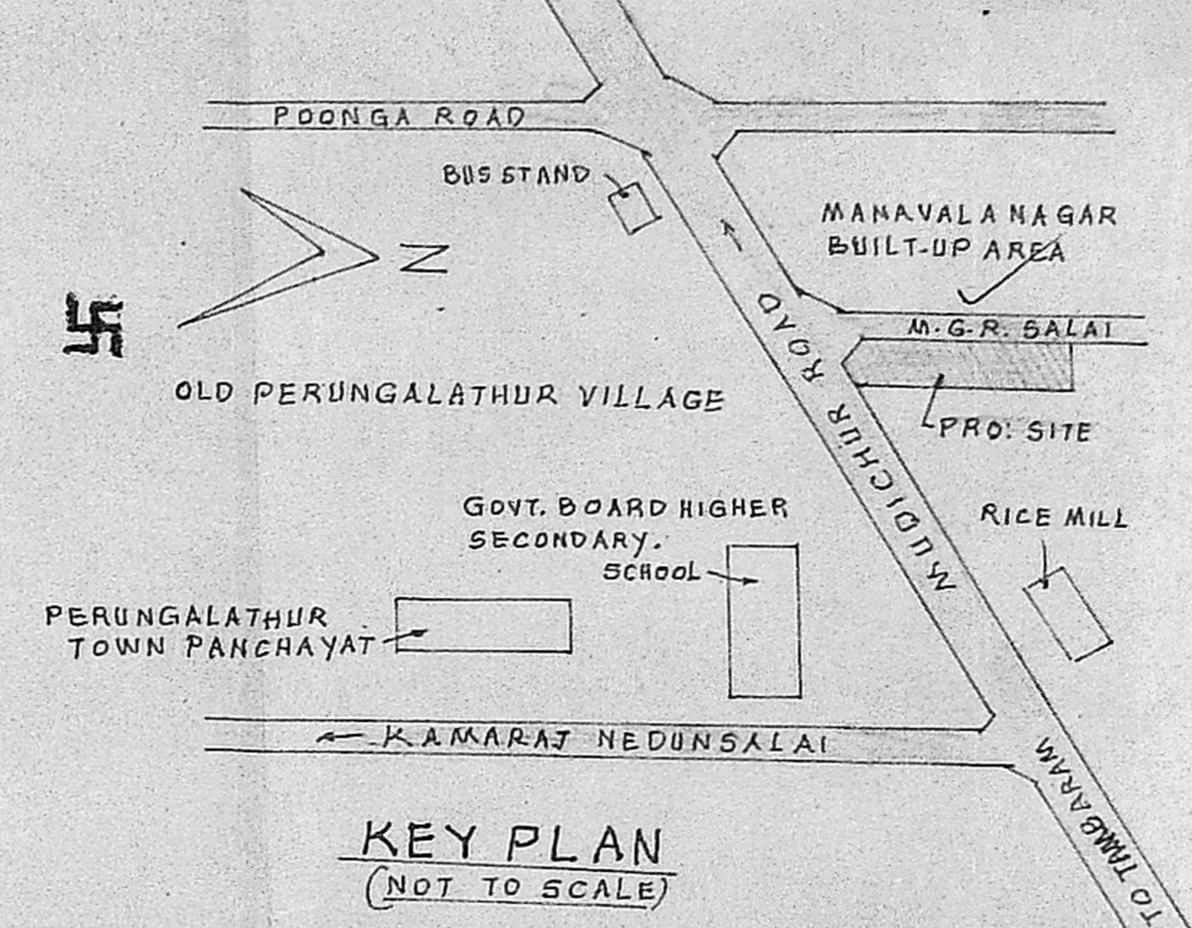 POONGA ROAD
BUS STAND
MANAVALA NAGAR
BUILT-UP AREA
N
M.G.R. SALAI
OLD PERUNGALATHUR VILLAGE
PRO: SITE
MUDICHUR ROAD
GOVT. BOARD HIGHER
SECONDARY.
SCHOOL
RICE MILL
PERUNGALATHUR
TOWN PANCHAYAT
KAMARAJ NEDUNSALAI
TO TAMBARAM
KEY PLAN
(NOT TO SCALE)